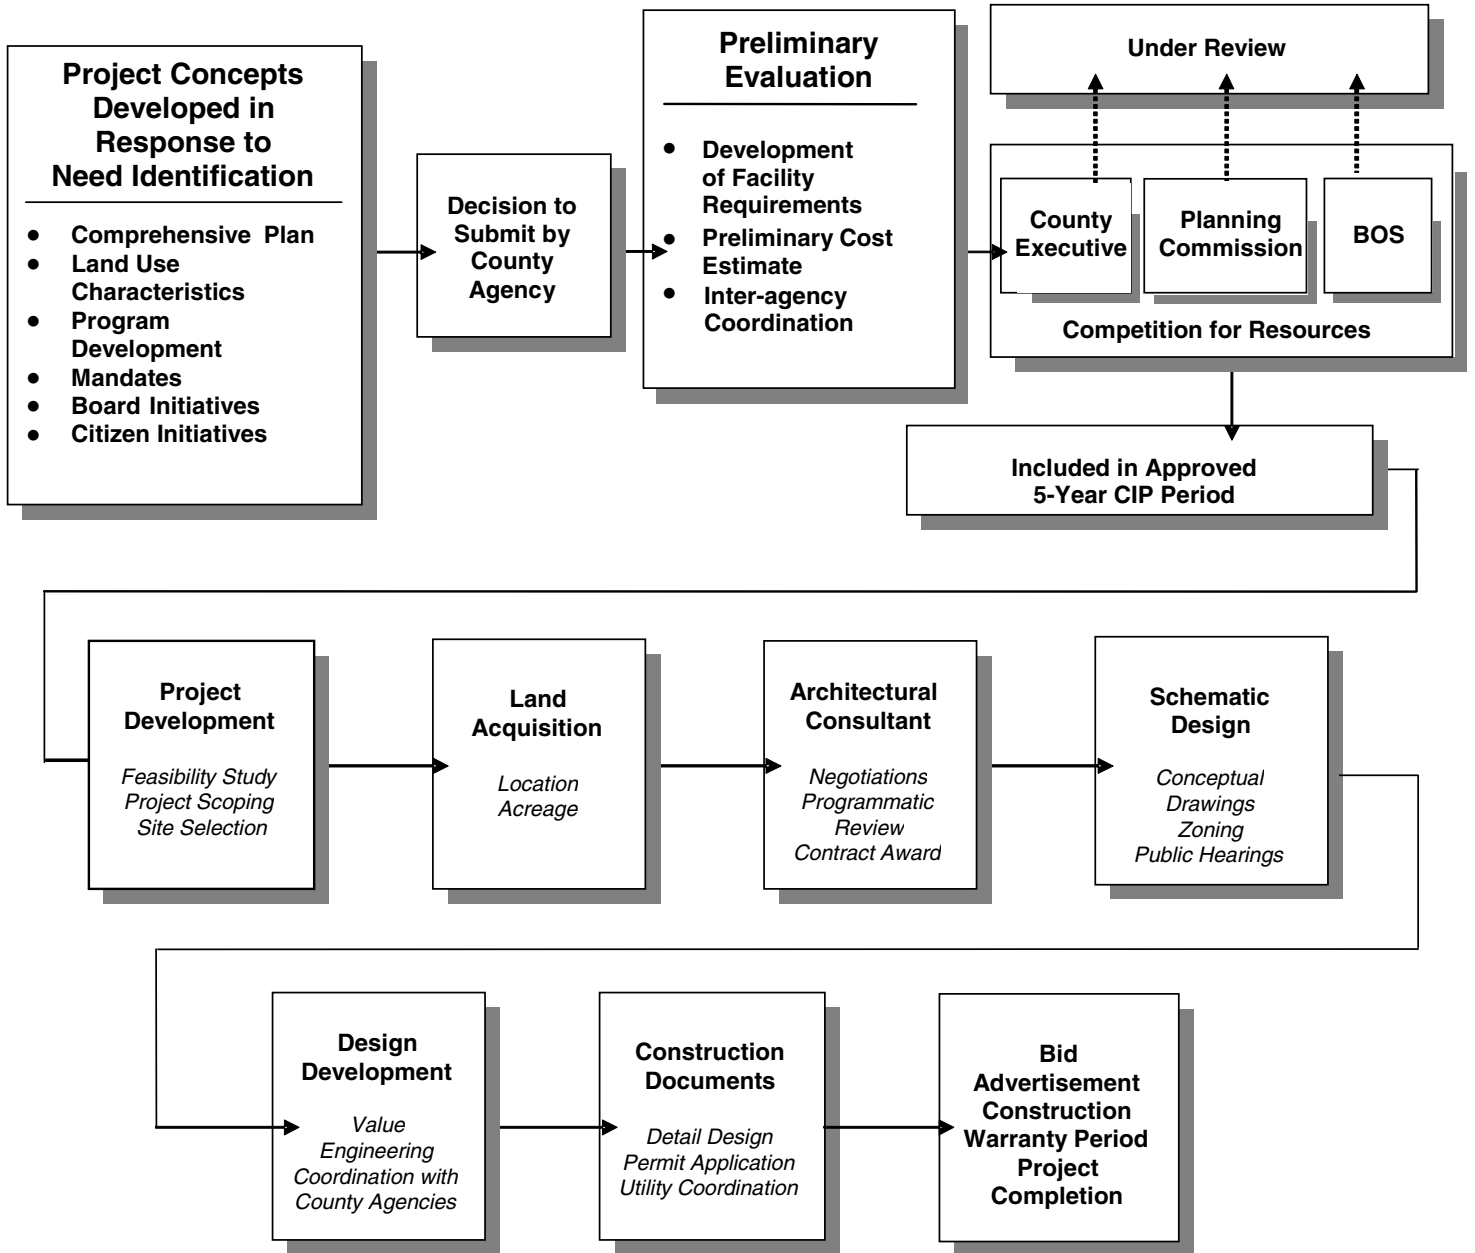 Project Concepts
Developed in
Response to
Need Identification
● Comprehensive Plan
● Land Use
Characteristics
● Program
Development
● Mandates
● Board Initiatives
● Citizen Initiatives
Decision to
Submit by
County
Agency
Preliminary
Evaluation
● Development
of Facility
Requirements
● Preliminary Cost
Estimate
● Inter-agency
Coordination
Under Review
County
Executive
Planning
Commission
BOS
Competition for Resources
Included in Approved
5-Year CIP Period
Project
Development
Feasibility Study
Project Scoping
Site Selection
Land
Acquisition
Location
Acreage
Architectural
Consultant
Negotiations
Programmatic
Review
Contract Award
Schematic
Design
Conceptual
Drawings
Zoning
Public Hearings
Design
Development
Value
Engineering
Coordination with
County Agencies
Construction
Documents
Detail Design
Permit Application
Utility Coordination
Bid
Advertisement
Construction
Warranty Period
Project
Completion